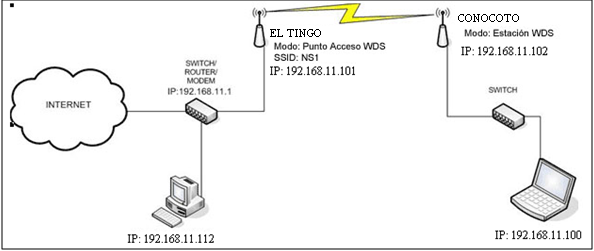 INTERNET
SWITCH/
ROUTER/
MODEM
IP:192.168.11.1
IP: 192.168.11.112
EL TINGO
Modo: Punto Acceso WDS
SSID: NS1
IP: 192.168.11.101
CONOCOTO
Modo: Estación WDS
IP: 192.168.11.102
SWITCH
IP: 192.168.11.100